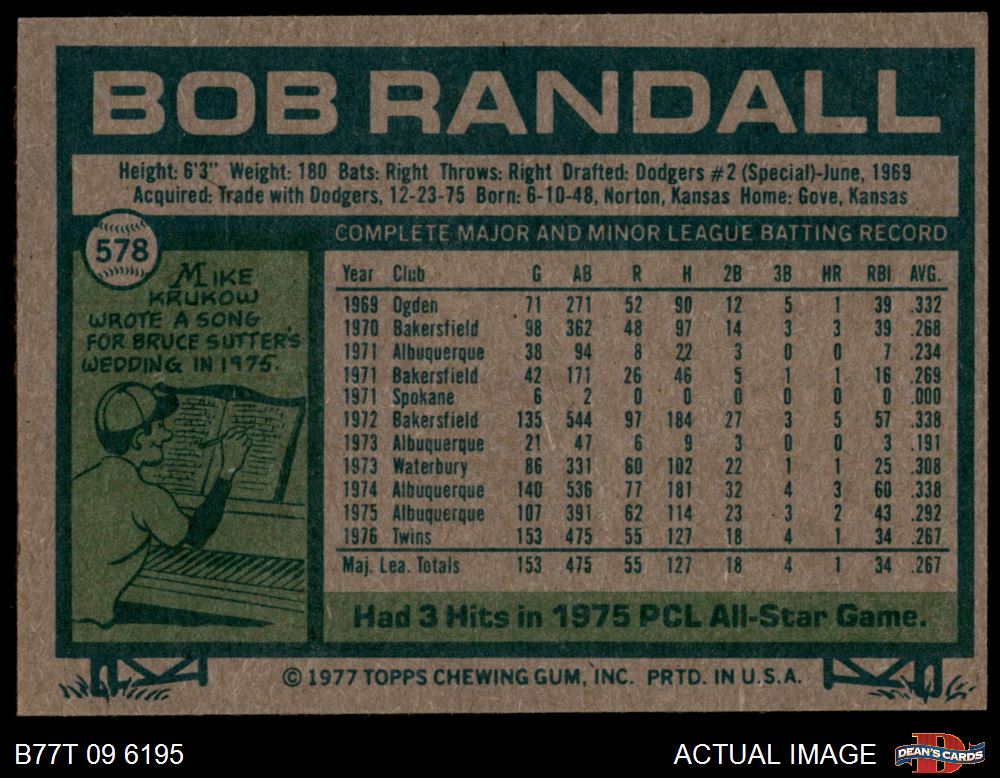 BOB RANDALL
Height: 6'3" Weight: 180 Bats: Right Throws: Right Drafted: Dodgers #2 (Special)-June, 1969
Acquired: Trade with Dodgers, 12-23-75 Born: 6-10-48, Norton, Kansas Home: Gove, Kansas
578
MIKE
KRUKOW
WROTE A SONG
FOR BRUCE SUTTER'S
WEDDING IN 1975.
COMPLETE MAJOR AND MINOR LEAGUE BATTING RECORD
Year Club G AB R H 2B 3B HR RBI AVG.
1969 Ogden 71 271 52 90 12 5 1 39 .332
1970 Bakersfield 98 362 48 97 14 3 3 39 .268
1971 Albuquerque 38 94 8 22 3 0 0 7 .234
1971 Bakersfield 42 171 26 46 5 1 1 16 .269
1971 Spokane 6 2 0 0 0 0 0 0 .000
1972 Bakersfield 135 544 97 184 27 3 5 57 .338
1973 Albuquerque 21 47 6 9 3 0 0 3 .191
1973 Waterbury 86 331 60 102 22 1 1 25 .308
1974 Albuquerque 140 536 77 181 32 4 3 60 .338
1975 Albuquerque 107 391 62 114 23 3 2 43 .292
1976 Twins 153 475 55 127 18 4 1 34 .267
Maj. Lea. Totals 153 475 55 127 18 4 1 34 .267
Had 3 Hits in 1975 PCL All-Star Game.
© 1977 TOPPS CHEWING GUM, INC. PRTD. IN U.S.A.
B77T 09 6195
ACTUAL IMAGE
DEAN'S CARDS